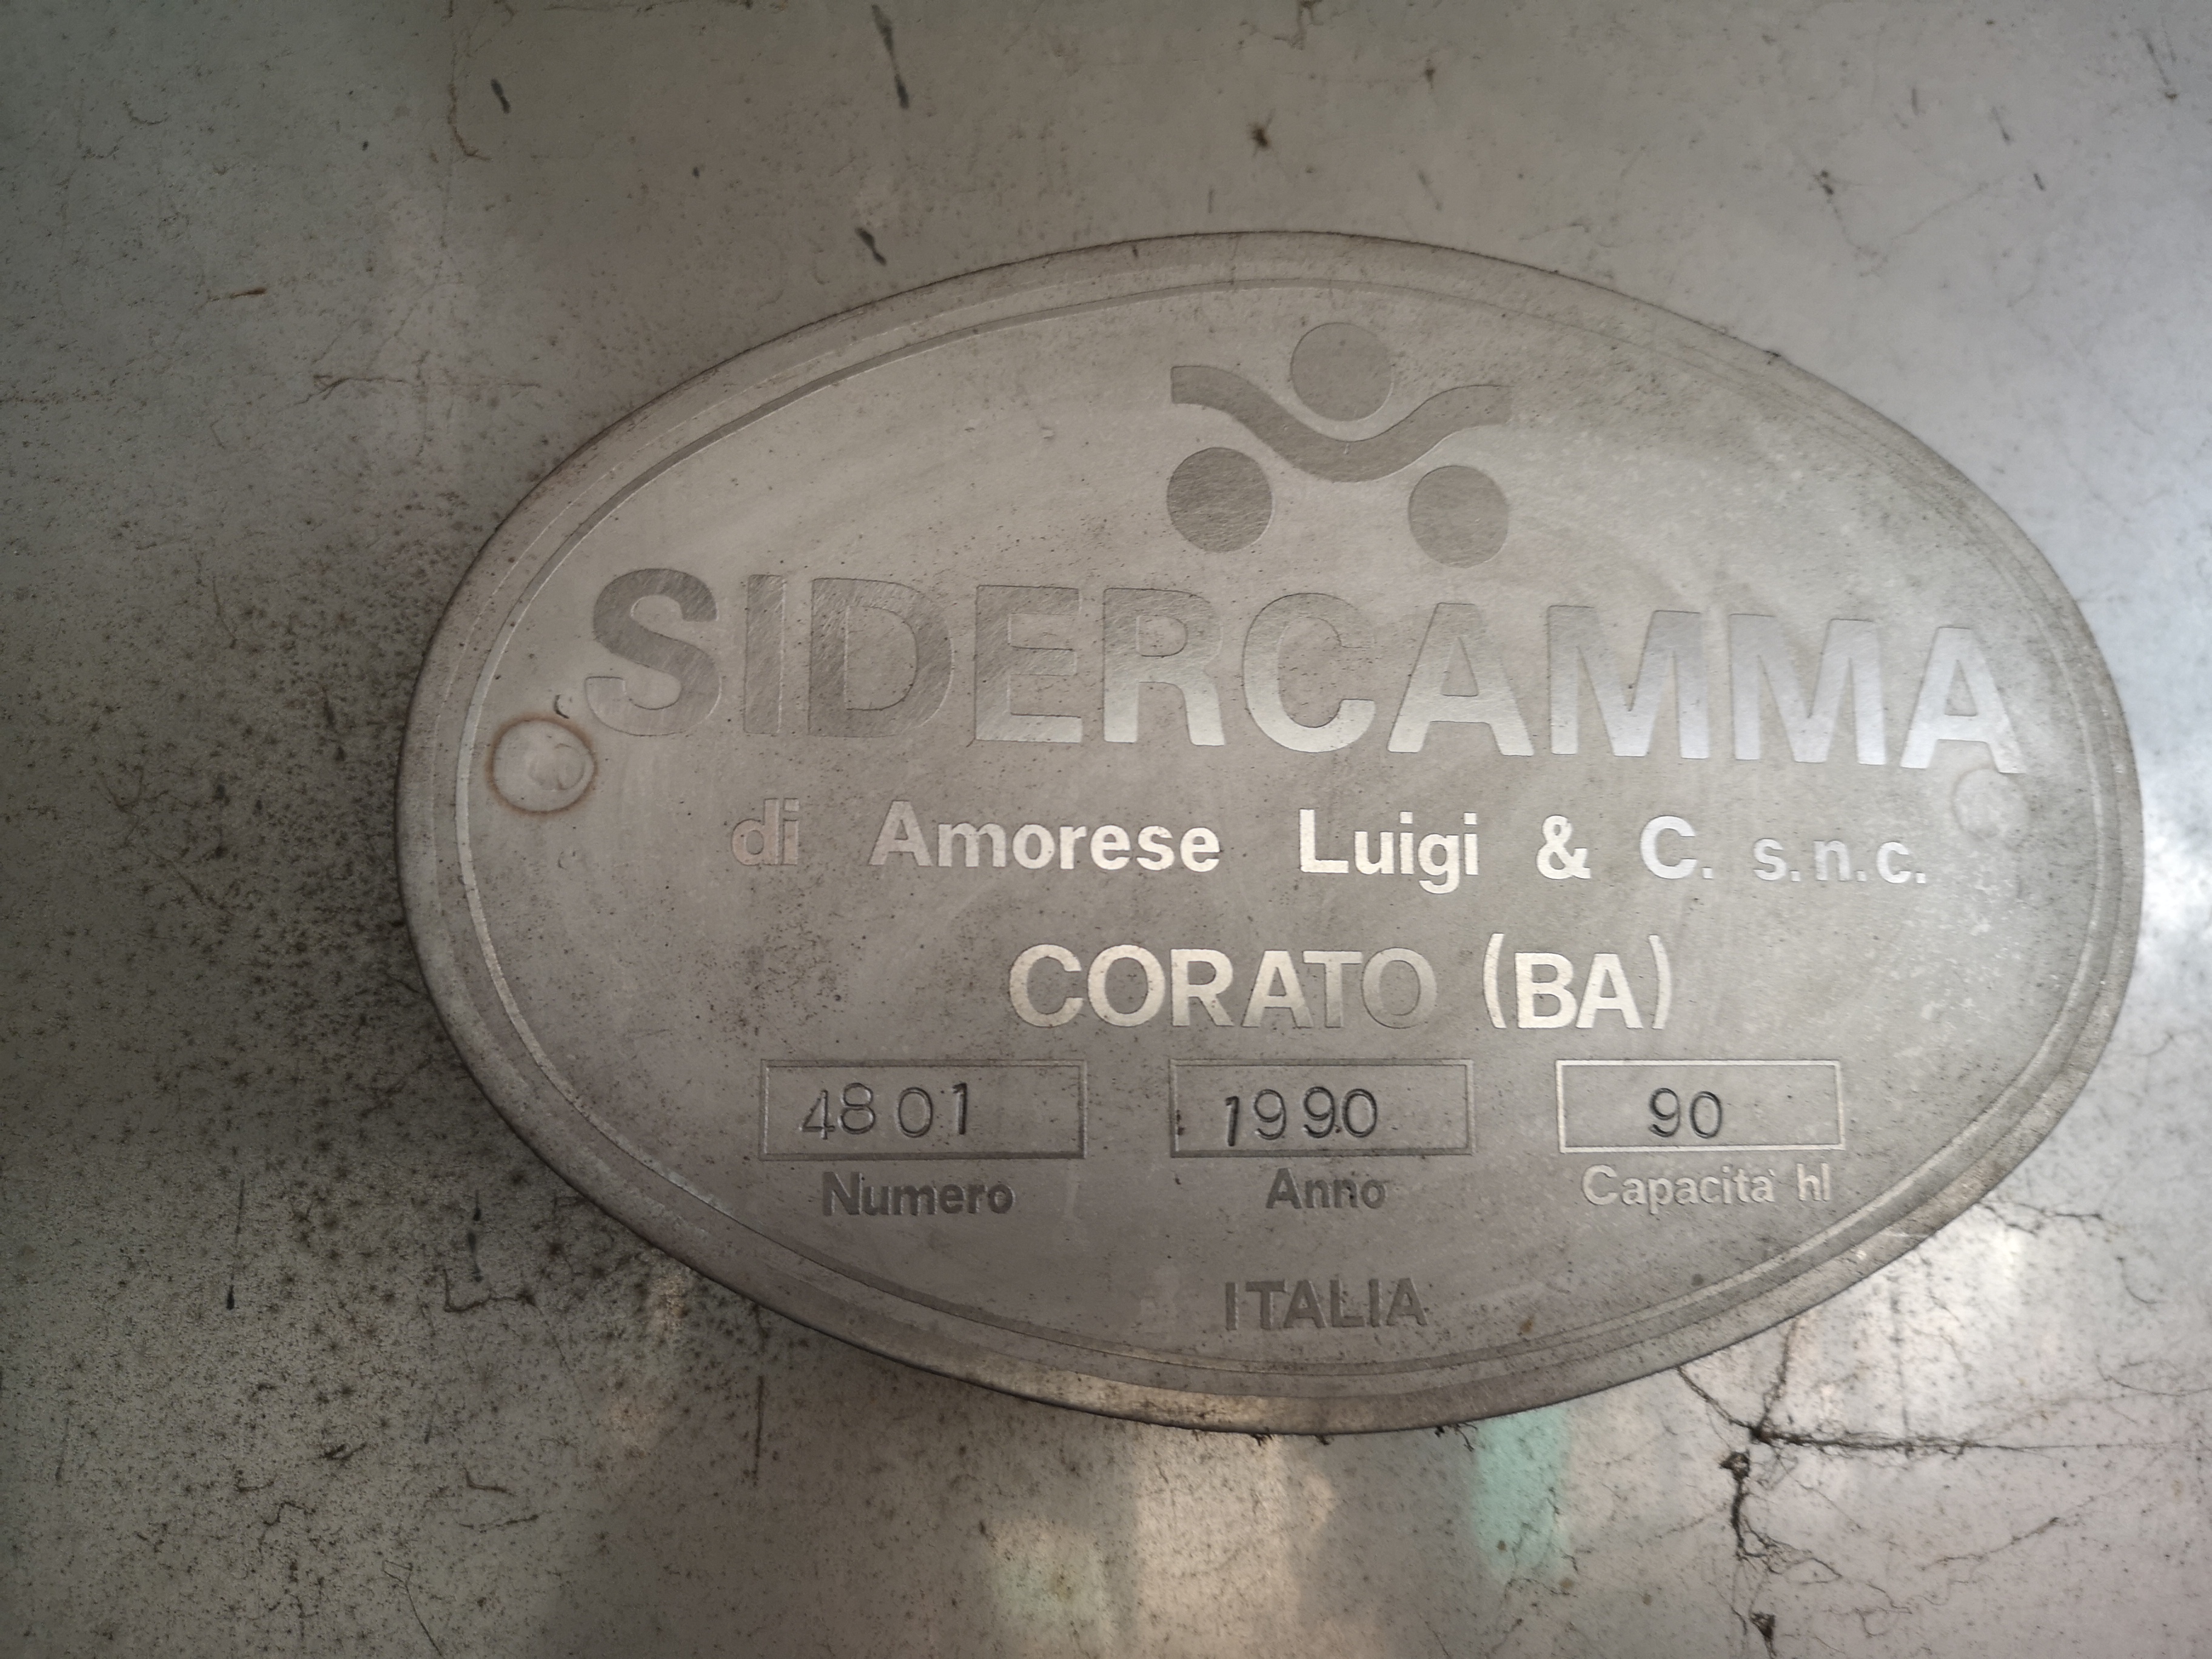 SIDERCAMMA
di Amorese Luigi & C. s.n.c.
CORATO (BA)
4801 1990 90
Numero Anno Capacità hl
ITALIA